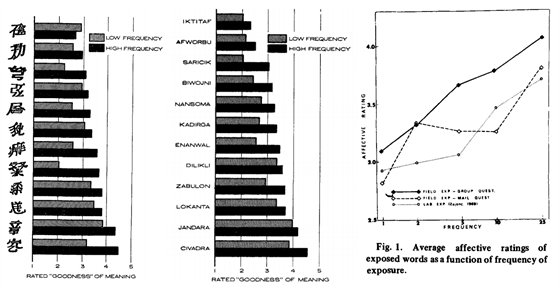 LOW FREQUENCY
HIGH FREQUENCY
1 2 3 4 5
RATED "GOODNESS" OF MEANING
IKTITAF
AFWORBU
SARICIK
BIWOJNI
NANSOMA
KADIRGA
ENANWAL
DILIKLI
ZABULON
LOKANTA
JANDARA
CIVADRA
LOW FREQUENCY
HIGH FREQUENCY
1 2 3 4 5
RATED "GOODNESS" OF MEANING
AFFECTIVE RATING
4.0
3.5
3.0
2.5
FIELD EXP - GROUP QUEST.
FIELD EXP - MAIL QUEST
LAB EXP (Zajonc 1968)
1 2 5 10 25
FREQUENCY
Fig. 1. Average affective ratings of
exposed words as a function of frequency of
exposure.